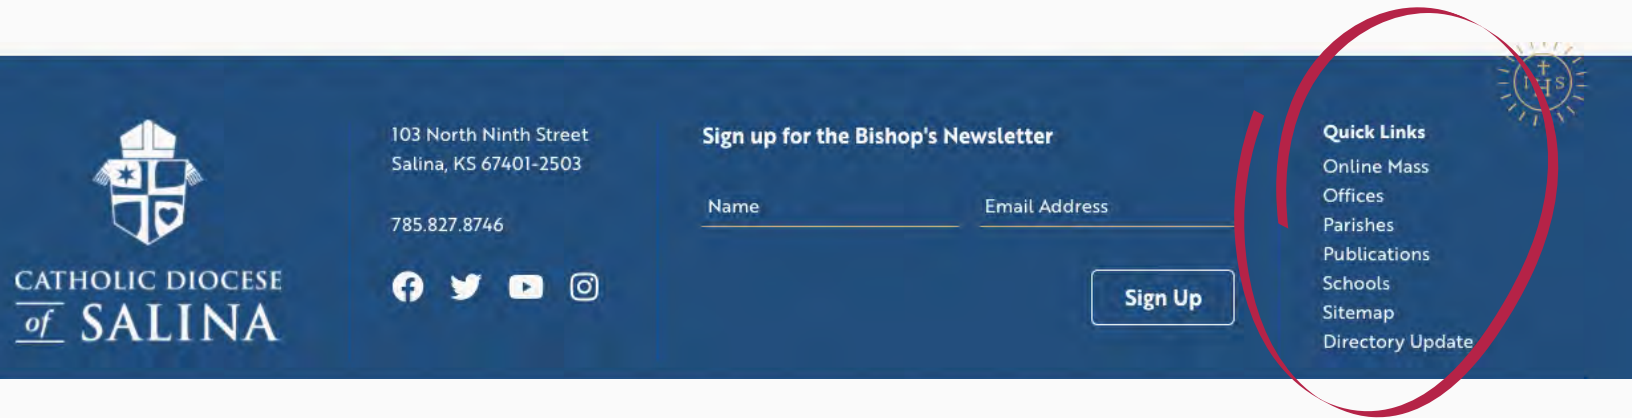 CATHOLIC DIOCESE
of SALINA
103 North Ninth Street
Salina, KS 67401-2503
785.827.8746
Sign up for the Bishop's Newsletter
Name
Email Address
Sign Up
IHS
Quick Links
Online Mass
Offices
Parishes
Publications
Schools
Sitemap
Directory Update